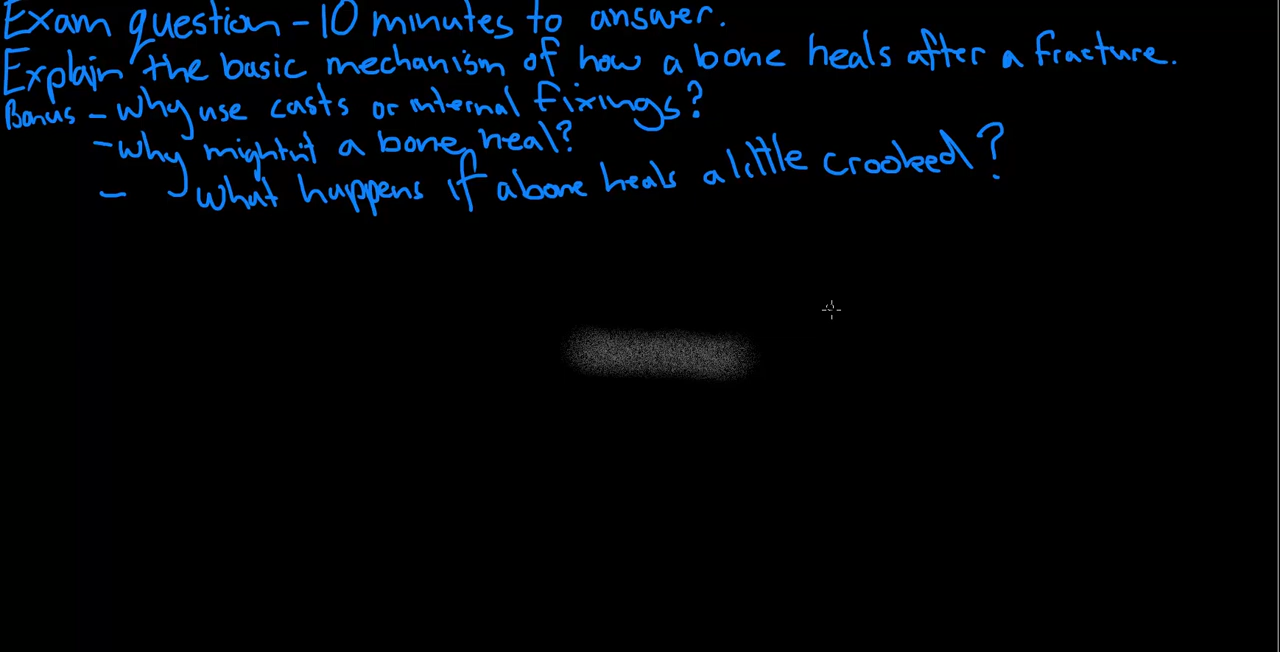 Exam question - 10 minutes to answer.
Explain the basic mechanism of how a bone heals after a fracture.
Bonus - why use casts or internal fixings?
- why mightn't a bone heal?
- what happens if a bone heals a little crooked?